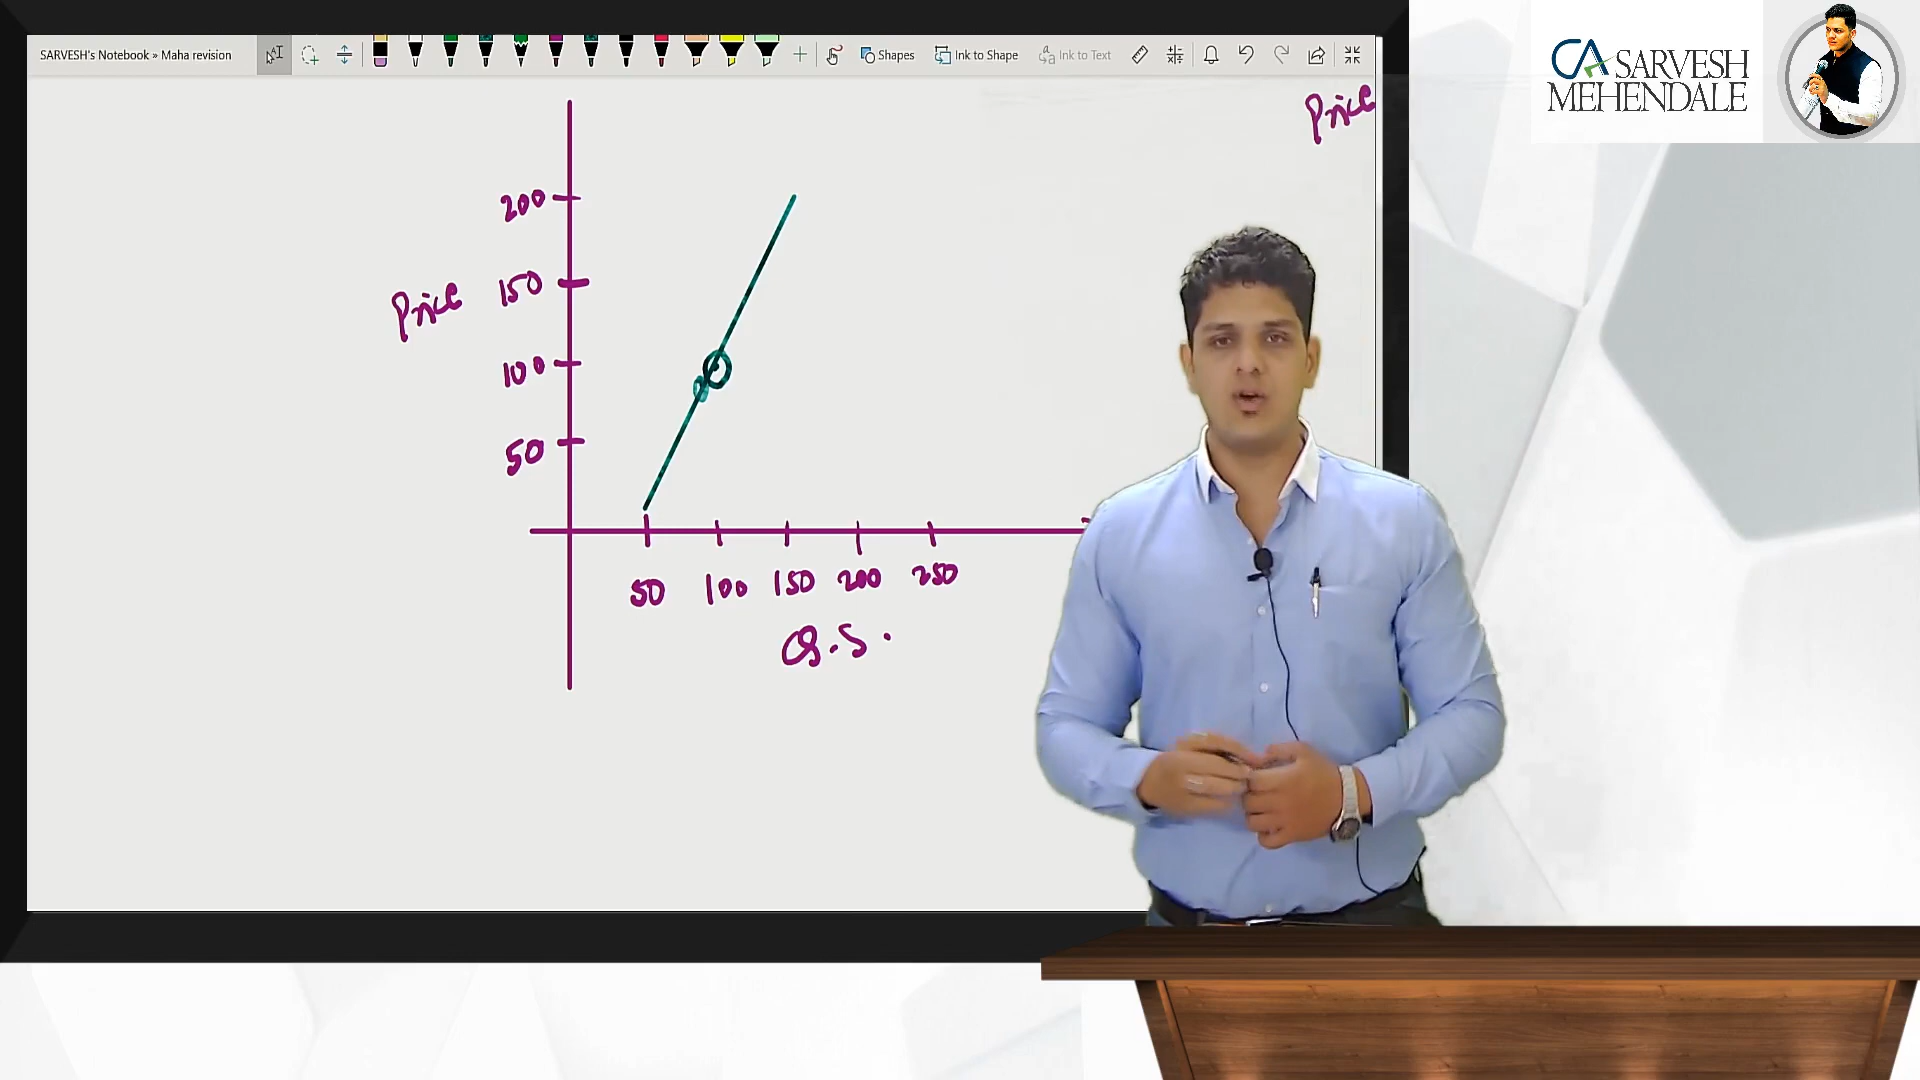 SARVESH's Notebook » Maha revision
Shapes
Ink to Shape
Ink to Text
CA SARVESH
MEHENDALE
Price
200
150
Price
100
50
50 100 150 200 250
Q.S.